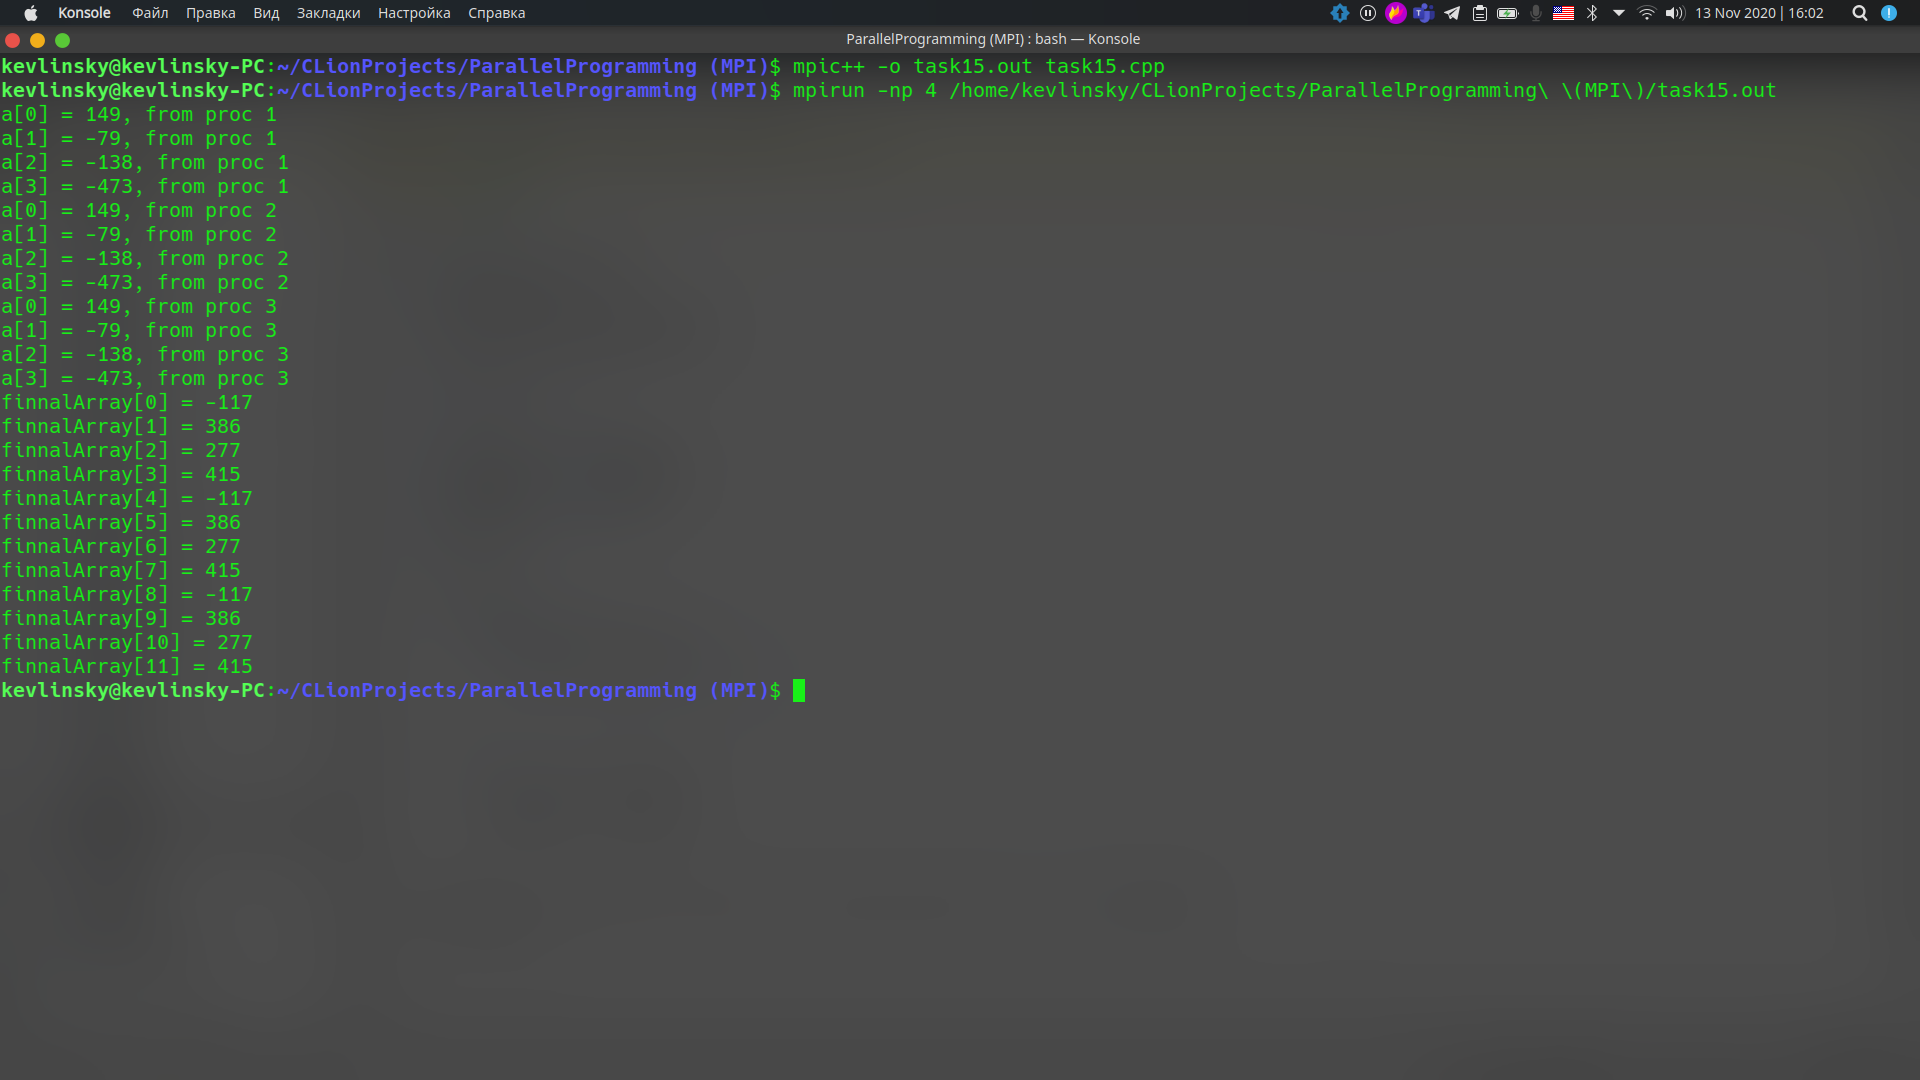 Konsole Файл Правка Вид Закладки Настройка Справка 13 Nov 2020 | 16:02
ParallelProgramming (MPI) : bash — Konsole
kevlinsky@kevlinsky-PC:~/CLionProjects/ParallelProgramming (MPI)$ mpic++ -o task15.out task15.cpp
kevlinsky@kevlinsky-PC:~/CLionProjects/ParallelProgramming (MPI)$ mpirun -np 4 /home/kevlinsky/CLionProjects/ParallelProgramming\ \(MPI\)/task15.out
a[0] = 149, from proc 1
a[1] = -79, from proc 1
a[2] = -138, from proc 1
a[3] = -473, from proc 1
a[0] = 149, from proc 2
a[1] = -79, from proc 2
a[2] = -138, from proc 2
a[3] = -473, from proc 2
a[0] = 149, from proc 3
a[1] = -79, from proc 3
a[2] = -138, from proc 3
a[3] = -473, from proc 3
finnalArray[0] = -117
finnalArray[1] = 386
finnalArray[2] = 277
finnalArray[3] = 415
finnalArray[4] = -117
finnalArray[5] = 386
finnalArray[6] = 277
finnalArray[7] = 415
finnalArray[8] = -117
finnalArray[9] = 386
finnalArray[10] = 277
finnalArray[11] = 415
kevlinsky@kevlinsky-PC:~/CLionProjects/ParallelProgramming (MPI)$